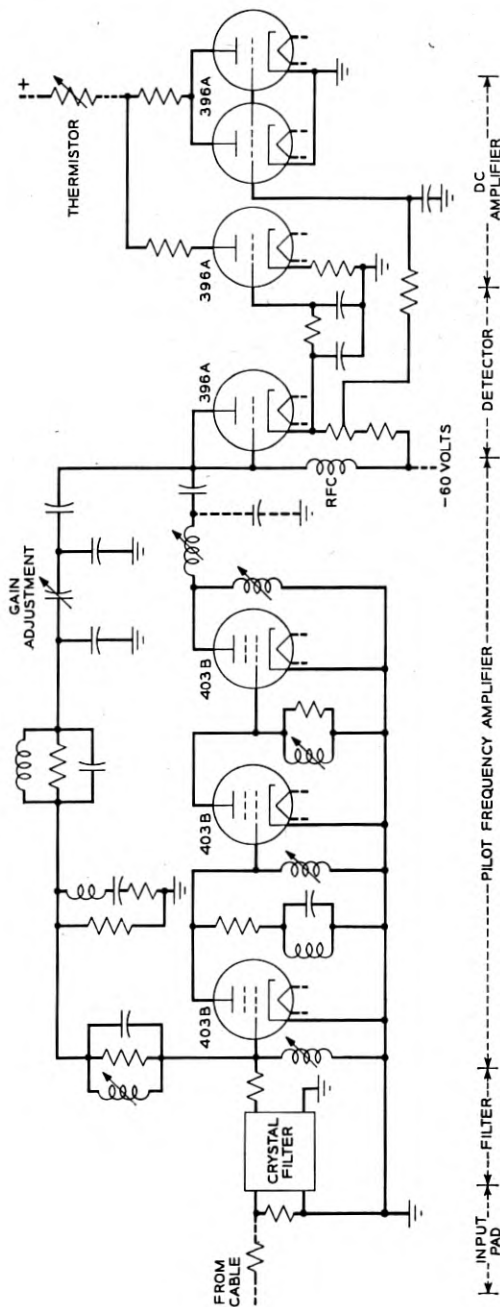 FROM
CABLE
CRYSTAL
FILTER
403B
403B
403B
GAIN
ADJUSTMENT
RFC
-60 VOLTS
396A
396A
396A
THERMISTOR
+
INPUT
PAD
FILTER
PILOT FREQUENCY AMPLIFIER
DETECTOR
DC
AMPLIFIER